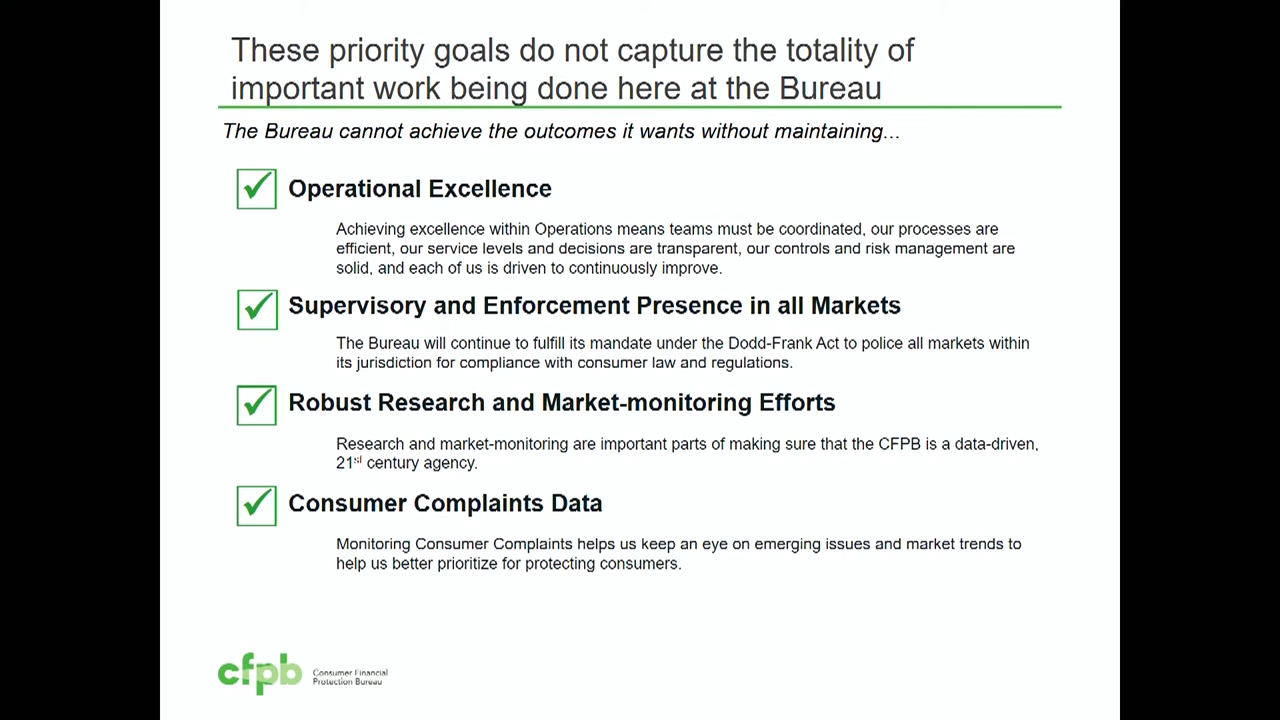 These priority goals do not capture the totality of
important work being done here at the Bureau
The Bureau cannot achieve the outcomes it wants without maintaining...
Operational Excellence
Achieving excellence within Operations means teams must be coordinated, our processes are
efficient, our service levels and decisions are transparent, our controls and risk management are
solid, and each of us is driven to continuously improve.
Supervisory and Enforcement Presence in all Markets
The Bureau will continue to fulfill its mandate under the Dodd-Frank Act to police all markets within
its jurisdiction for compliance with consumer law and regulations.
Robust Research and Market-monitoring Efforts
Research and market-monitoring are important parts of making sure that the CFPB is a data-driven,
21st century agency.
Consumer Complaints Data
Monitoring Consumer Complaints helps us keep an eye on emerging issues and market trends to
help us better prioritize for protecting consumers.
cfpb
Consumer Financial
Protection Bureau